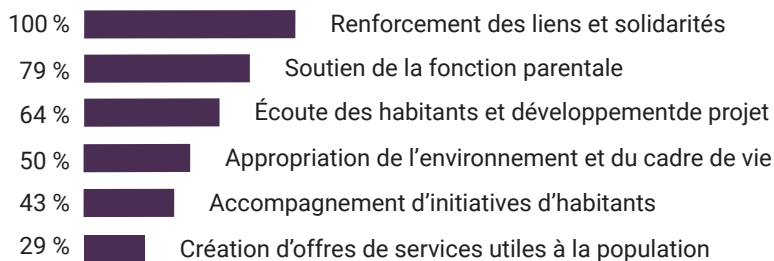 100 % Renforcement des liens et solidarités
79 % Soutien de la fonction parentale
64 % Écoute des habitants et développementde projet
50 % Appropriation de l’environnement et du cadre de vie
43 % Accompagnement d’initiatives d’habitants
29 % Création d’offres de services utiles à la population